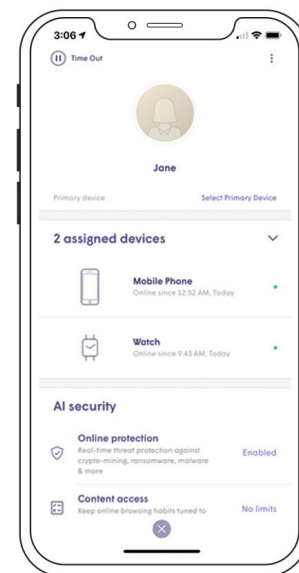 3:06
Time Out
Jane
Primary device Select Primary Device
2 assigned devices
Mobile Phone
Online since 12:52 AM, Today
Watch
Online since 9:43 AM, Today
AI security
Online protection
Real-time threat protection against
crypto-mining, ransomware, malware
& more
Enabled
Content access
Keep online browsing habits tuned to
No limits